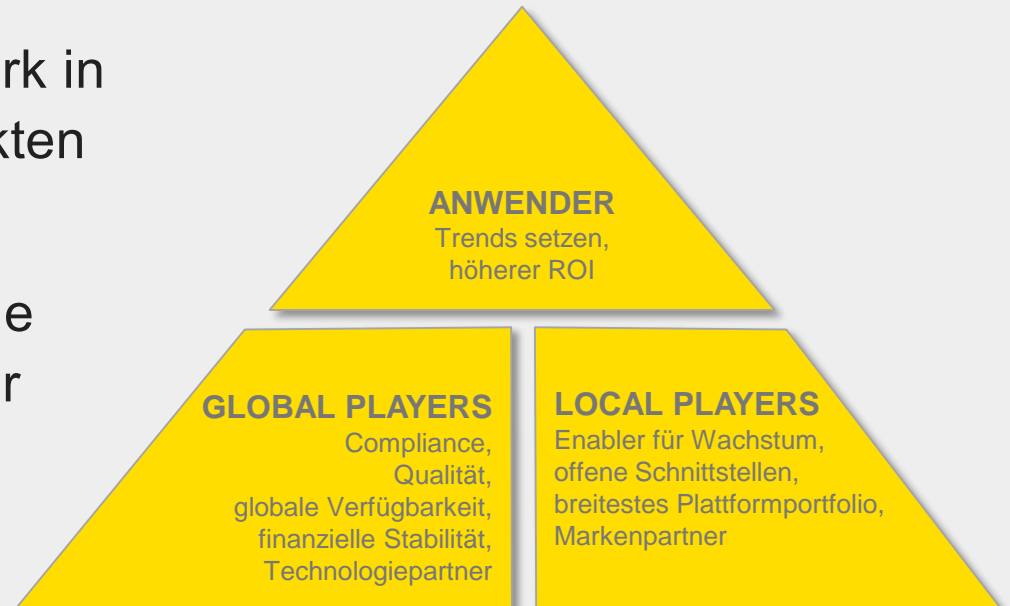 rk in
kten
e
r
ANWENDER
Trends setzen,
höherer ROI
GLOBAL PLAYERS
Compliance,
Qualität,
globale Verfügbarkeit,
finanzielle Stabilität,
Technologiepartner
LOCAL PLAYERS
Enabler für Wachstum,
offene Schnittstellen,
breitestes Plattformportfolio,
Markenpartner